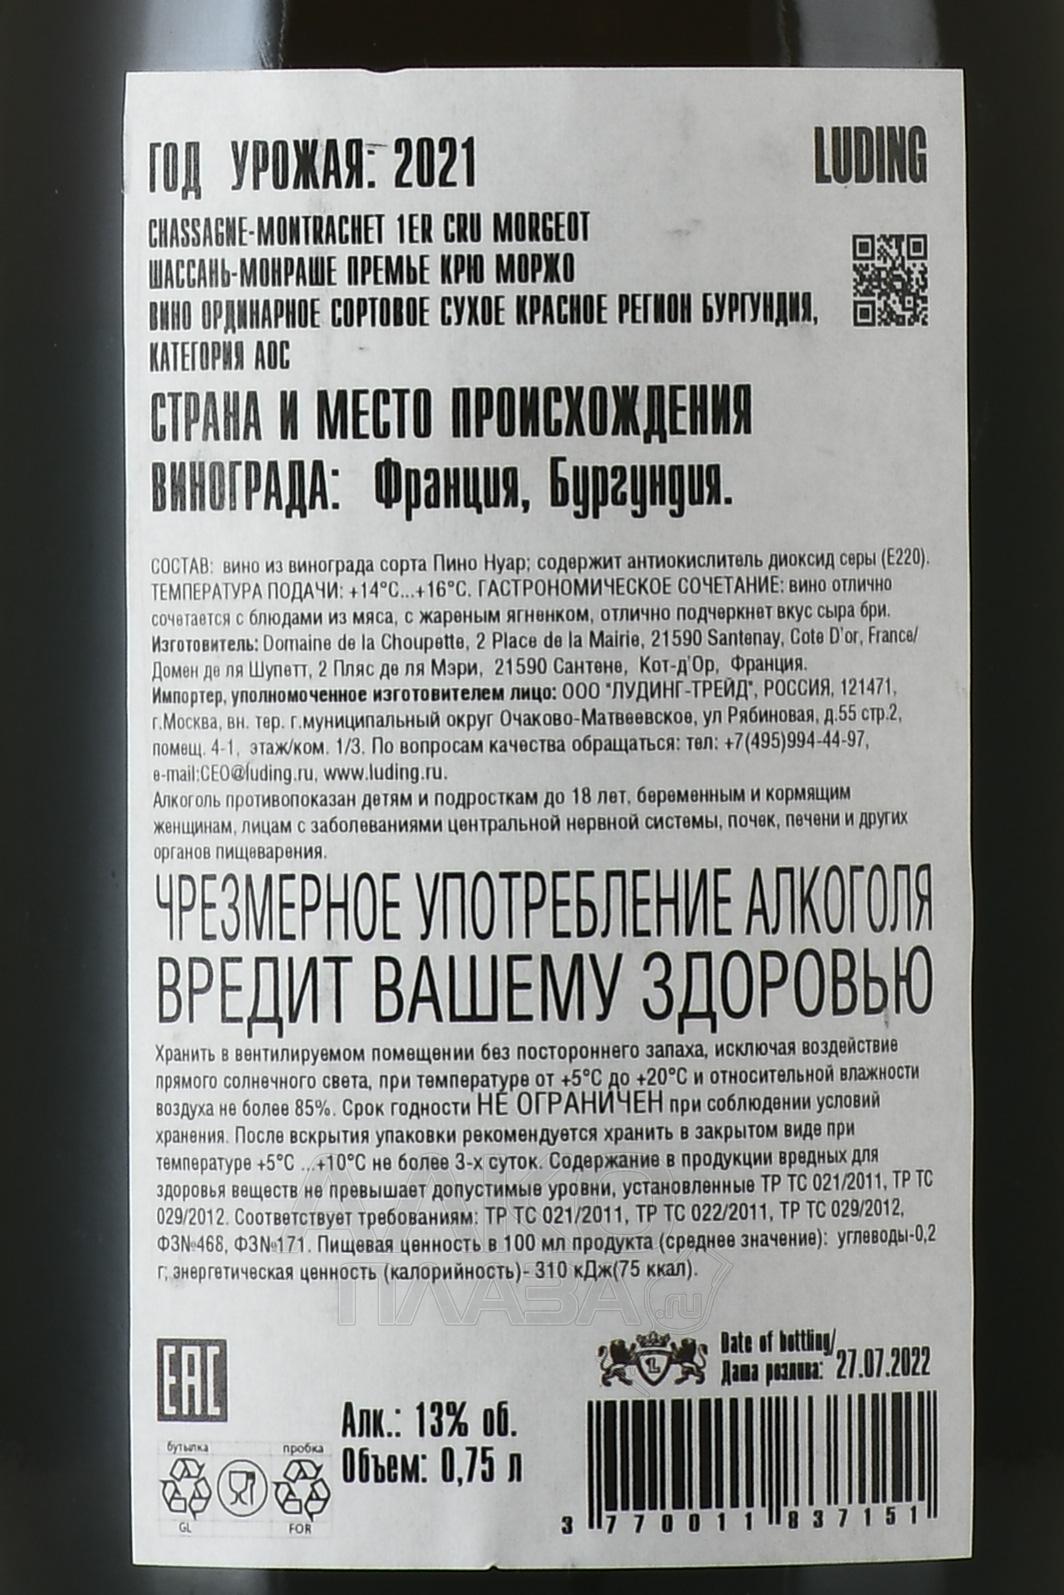 ГОД УРОЖАЯ: 2021
LUDING
CHASSAGNE-MONTRACHET 1ER CRU MORGEOT
ШАССАНЬ-МОНРАШЕ ПРЕМЬЕ КРЮ МОРЖО
ВИНО ОРДИНАРНОЕ СОРТОВОЕ СУХОЕ КРАСНОЕ РЕГИОН БУРГУНДИЯ,
КАТЕГОРИЯ АОС
СТРАНА И МЕСТО ПРОИСХОЖДЕНИЯ
ВИНОГРАДА: Франция, Бургундия.
СОСТАВ: вино из винограда сорта Пино Нуар; содержит антиокислитель диоксид серы (Е220).
ТЕМПЕРАТУРА ПОДАЧИ: +14°С...+16°С. ГАСТРОНОМИЧЕСКОЕ СОЧЕТАНИЕ: вино отлично
сочетается с блюдами из мяса, с жареным ягненком, отлично подчеркнет вкус сыра бри.
Изготовитель: Domaine de la Choupette, 2 Place de la Mairie, 21590 Santenay, Cote D'or, France/
Домен де ля Шупетт, 2 Пляс де ля Мэри, 21590 Сантене, Кот-д'Ор, Франция.
Импортер, уполномоченное изготовителем лицо: ООО "ЛУДИНГ-ТРЕЙД", РОССИЯ, 121471,
г.Москва, вн. тер. г.муниципальный округ Очаково-Матвеевское, ул Рябиновая, д.55 стр.2,
помещ. 4-1, этаж/ком. 1/3. По вопросам качества обращаться: тел: +7(495)994-44-97,
e-mail:CEO@luding.ru, www.luding.ru.
Алкоголь противопоказан детям и подросткам до 18 лет, беременным и кормящим
женщинам, лицам с заболеваниями центральной нервной системы, почек, печени и других
органов пищеварения.
ЧРЕЗМЕРНОЕ УПОТРЕБЛЕНИЕ АЛКОГОЛЯ
ВРЕДИТ ВАШЕМУ ЗДОРОВЬЮ
Хранить в вентилируемом помещении без постороннего запаха, исключая воздействие
прямого солнечного света, при температуре от +5°С до +20°С и относительной влажности
воздуха не более 85%. Срок годности НЕ ОГРАНИЧЕН при соблюдении условий
хранения. После вскрытия упаковки рекомендуется хранить в закрытом виде при
температуре +5°С ...+10°С не более 3-х суток. Содержание в продукции вредных для
здоровья веществ не превышает допустимые уровни, установленные ТР ТС 021/2011, ТР ТС
029/2012. Соответствует требованиям: ТР ТС 021/2011, ТР ТС 022/2011, ТР ТС 029/2012,
ФЗ№468, ФЗ№171. Пищевая ценность в 100 мл продукта (среднее значение): углеводы-0,2
г, энергетическая ценность (калорийность)- 310 кДж(75 ккал).
АЛКО
ПЛАЗА.ru
EAC
Date of bottling/
Дата розлива: 27.07.2022
Алк.: 13% об.
Объем: 0,75 л
бутылка пробка
GL FOR
3 770011 837151